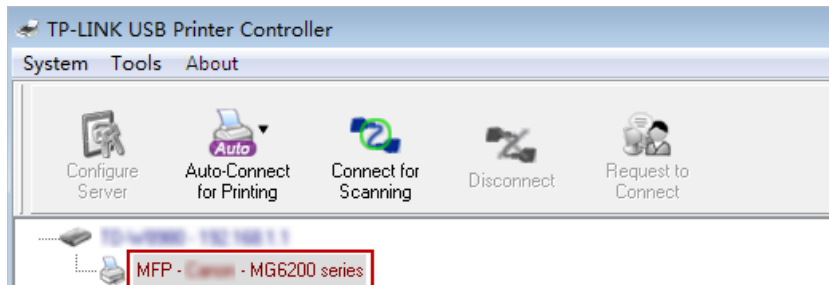 TP-LINK USB Printer Controller
System Tools About
Auto
Configure Server
Auto-Connect for Printing
Connect for Scanning
Disconnect
Request to Connect
MFP - - MG6200 series